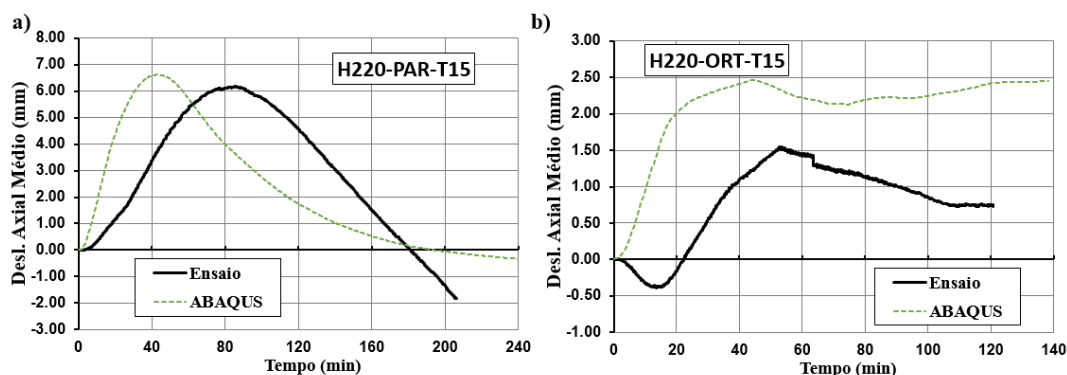 a)
8.00
7.00
6.00
5.00
4.00
3.00
2.00
1.00
0.00
-1.00
-2.00
-3.00
Desl. Axial Médio (mm)
H220-PAR-T15
Ensaio
ABAQUS
0 40 80 120 160 200 240
Tempo (min)
b)
3.00
2.50
2.00
1.50
1.00
0.50
0.00
-0.50
-1.00
Desl. Axial Médio (mm)
H220-ORT-T15
Ensaio
ABAQUS
0 20 40 60 80 100 120 140
Tempo (min)